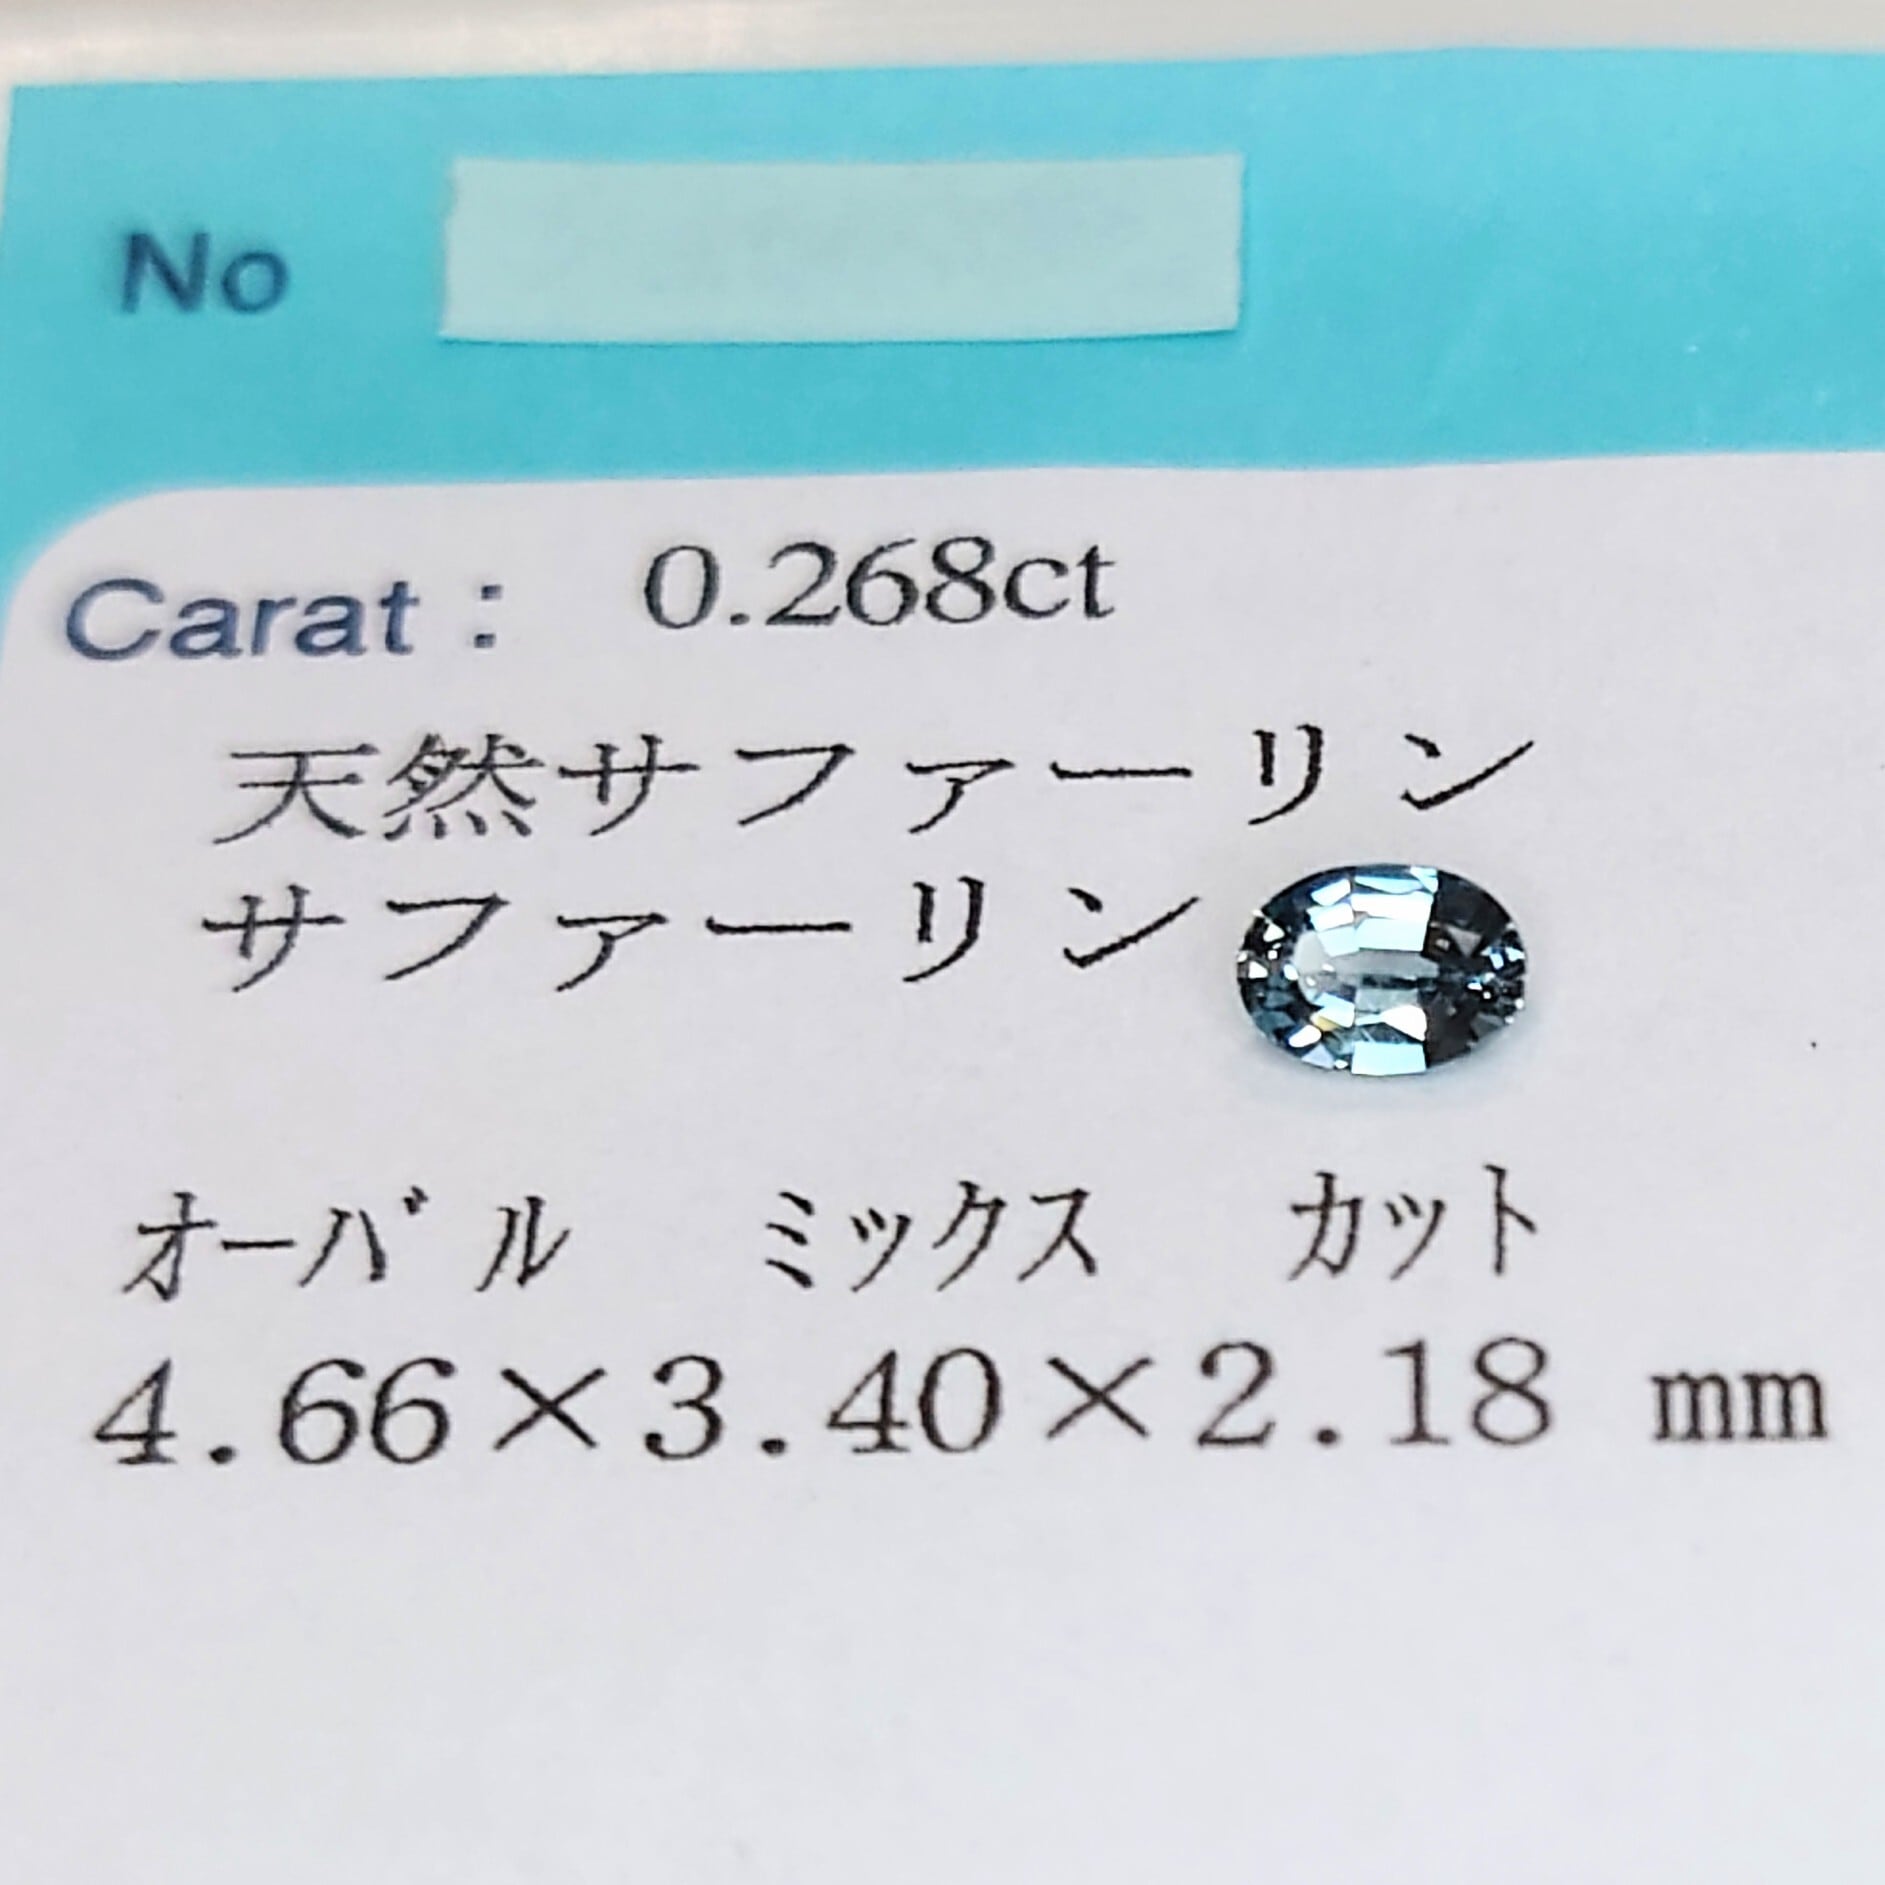 No
Carat : 0.268ct
天然サファーリン
サファーリン
オーバル ミックス カット
4.66×3.40×2.18 mm